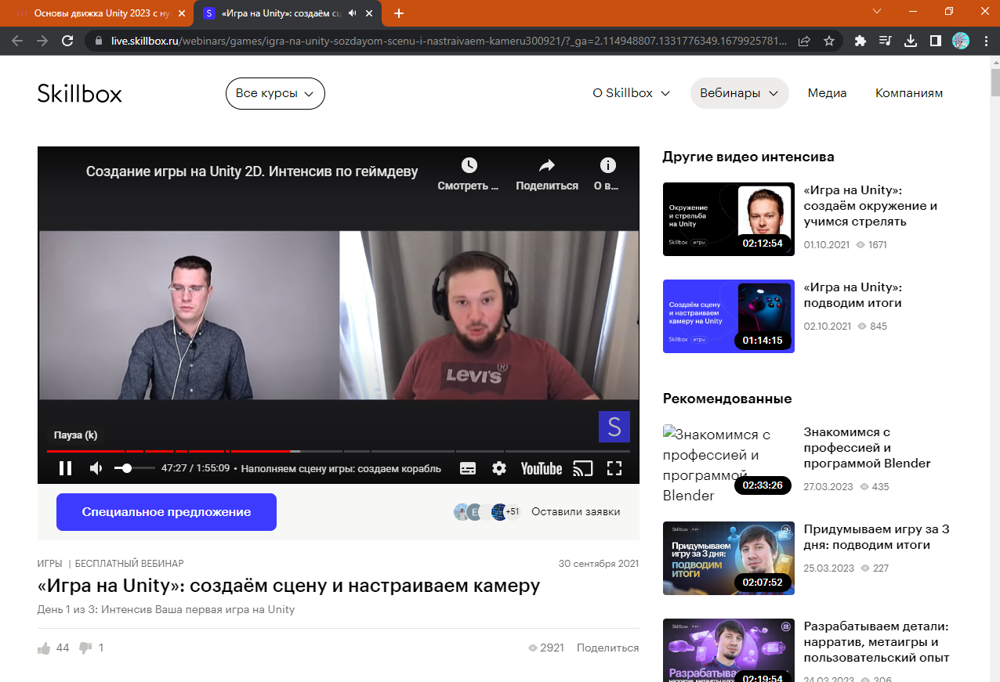 Основы движка Unity 2023 с ну
«Игра на Unity»: создаём сц
live.skillbox.ru/webinars/games/igra-na-unity-sozdayom-scenu-i-nastraivaem-kameru300921/?_ga=2.114948807.1331776349.1679925781...
Skillbox
Все курсы
О Skillbox
Вебинары
Медиа
Компаниям
Создание игры на Unity 2D. Интенсив по геймдеву
Смотреть ...
Поделиться
О в...
LEVI'S
Пауза (k)
S
47:27 / 1:55:09 • Наполняем сцену игры: создаем корабль
YouTube
Специальное предложение
E
+51
Оставили заявки
ИГРЫ | БЕСПЛАТНЫЙ ВЕБИНАР
30 сентября 2021
«Игра на Unity»: создаём сцену и настраиваем камеру
День 1 из 3: Интенсив Ваша первая игра на Unity
44
1
2921
Поделиться
Другие видео интенсива
Окружение
и стрельба
на Unity
Skillbox игры
02:12:54
«Игра на Unity»:
создаём окружение и
учимся стрелять
01.10.2021 1671
Создаём сцену
и настраиваем
камеру на Unity
Skillbox игры
01:14:15
«Игра на Unity»:
подводим итоги
02.10.2021 845
Рекомендованные
Знакомимся с
профессией и
программой
Blender
02:33:26
Знакомимся с
профессией и
программой Blender
27.03.2023 435
Skillbox игры
3
Придумываем
игру за 3 дня:
подводим
итоги
02:07:52
Придумываем игру за 3
дня: подводим итоги
25.03.2023 227
Skillbox игры
2
Разрабатыва
02:19:54
Разрабатываем детали:
нарратив, метаигры и
пользовательский опыт
24.03.2023 306